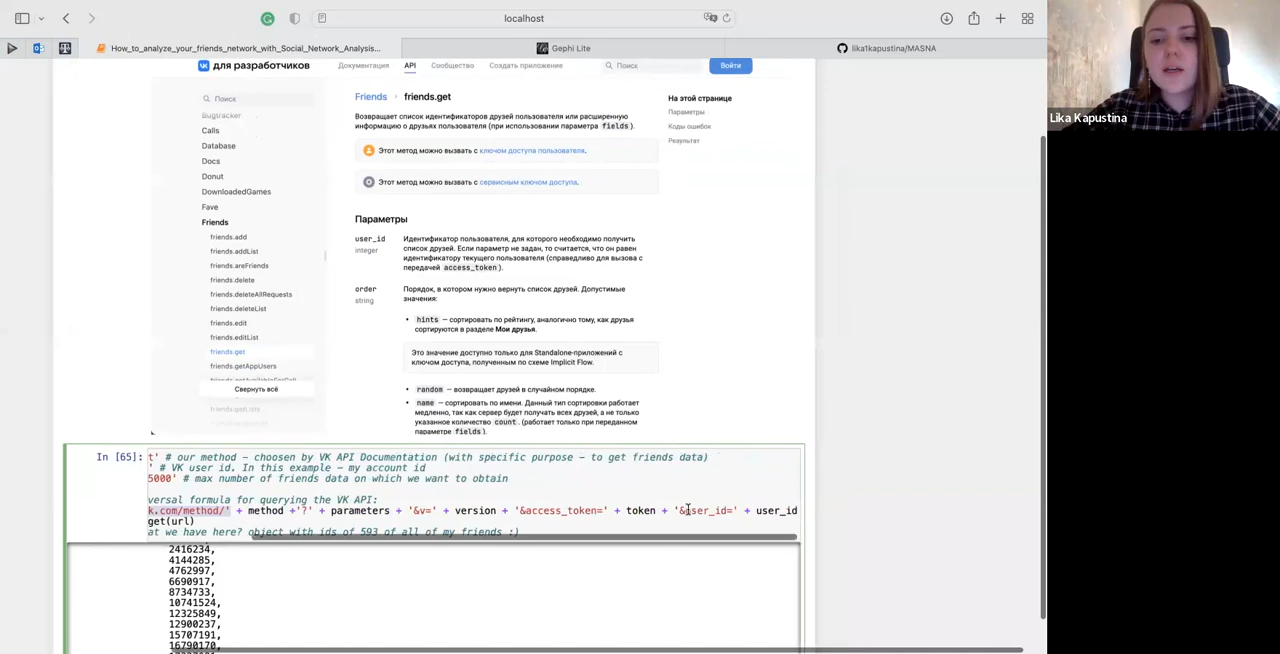 localhost
How_to_analyze_your_friends_network_with_Social_Network_Analysis...
Gephi Lite
lika1kapustina/MASNA
для разработчиков
Документация
API
Сообщество
Создать приложение
Поиск
Войти
Поиск
Bugtracker
Calls
Database
Docs
Donut
DownloadedGames
Fave
Friends
friends.add
friends.addList
friends.areFriends
friends.delete
friends.deleteAllRequests
friends.deleteList
friends.edit
friends.editList
friends.get
friends.getAppUsers
Свернуть всё
friends.getLists
Friends › friends.get
Возвращает список идентификаторов друзей пользователя или расширенную
информацию о друзьях пользователя (при использовании параметра fields).
Этот метод можно вызвать с ключом доступа пользователя.
Этот метод можно вызвать с сервисным ключом доступа.
Параметры
user_id
integer
Идентификатор пользователя, для которого необходимо получить
список друзей. Если параметр не задан, то считается, что он равен
идентификатору текущего пользователя (справедливо для вызова с
передачей access_token).
order
string
Порядок, в котором нужно вернуть список друзей. Допустимые
значения:
• hints — сортировать по рейтингу, аналогично тому, как друзья
сортируются в разделе Мои друзья.
Это значение доступно только для Standalone-приложений с
ключом доступа, полученным по схеме Implicit Flow.
• random — возвращает друзей в случайном порядке.
• name — сортировать по имени. Данный тип сортировки работает
медленно, так как сервер будет получать всех друзей, а не только
указанное количество count. (работает только при переданном
параметре fields).
На этой странице
Параметры
Коды ошибок
Результат
In [65]:
t' # our method - choosen by VK API Documentation (with specific purpose - to get friends data)
' # VK user id. In this example - my account id
5000' # max number of friends data on which we want to obtain
versal formula for querying the VK API:
k.com/method/' + method +'?' + parameters + '&v=' + version + '&access_token=' + token + '&user_id=' + user_id
get(url)
at we have here? object with ids of 593 of all of my friends :)
2416234,
4144285,
4762997,
6690917,
8734733,
10741524,
12325849,
12900237,
15707191,
16790170,
Lika Kapustina